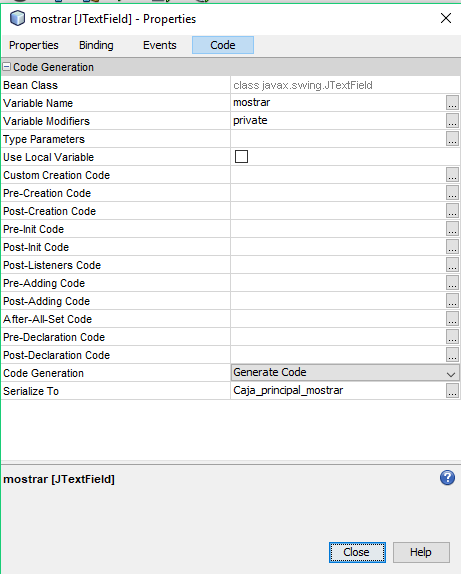 mostrar [JTextField] - Properties
Properties Binding Events Code
Code Generation
Bean Class class javax.swing.JTextField
Variable Name mostrar ...
Variable Modifiers private ...
Type Parameters ...
Use Local Variable
Custom Creation Code ...
Pre-Creation Code ...
Post-Creation Code ...
Pre-Init Code ...
Post-Init Code ...
Post-Listeners Code ...
Pre-Adding Code ...
Post-Adding Code ...
After-All-Set Code ...
Pre-Declaration Code ...
Post-Declaration Code ...
Code Generation Generate Code
Serialize To Caja_principal_mostrar ...
mostrar [JTextField] ?
Close Help